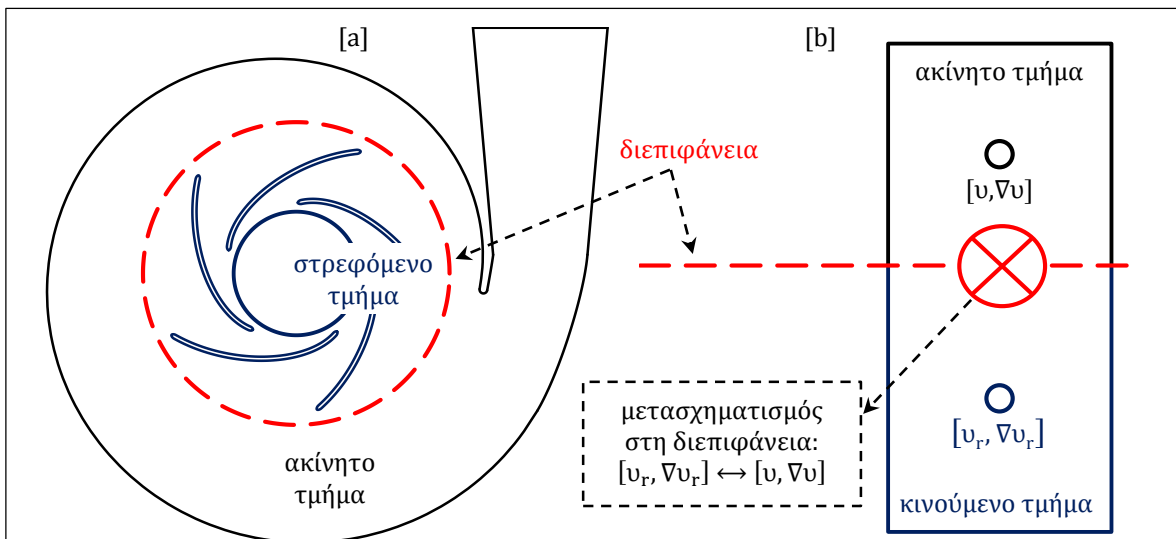 [a]
διεπιφάνεια
στρεφόμενο
τμήμα
ακίνητο
τμήμα
[b]
ακίνητο τμήμα
[υ,∇υ]
μετασχηματισμός
στη διεπιφάνεια:
[υᵣ, ∇υᵣ] ↔ [υ, ∇υ]
[υᵣ, ∇υᵣ]
κινούμενο τμήμα